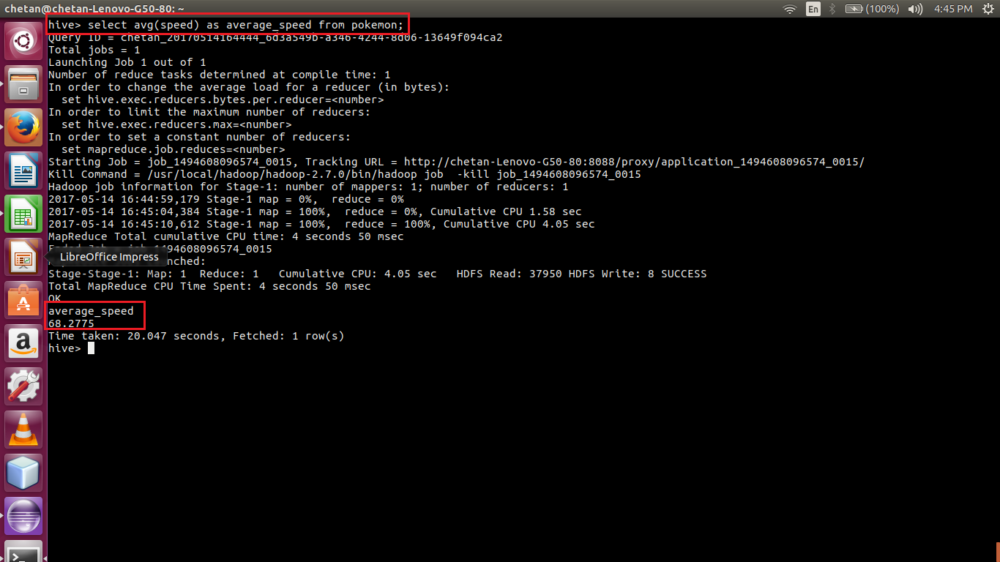 chetan@chetan-Lenovo-G50-80: ~
En
(100%)
4:45 PM
hive> select avg(speed) as average_speed from pokemon;
Query ID = chetan_20170514164444_6d3a549b-a346-4244-8d06-13649f094ca2
Total jobs = 1
Launching Job 1 out of 1
Number of reduce tasks determined at compile time: 1
In order to change the average load for a reducer (in bytes):
  set hive.exec.reducers.bytes.per.reducer=<number>
In order to limit the maximum number of reducers:
  set hive.exec.reducers.max=<number>
In order to set a constant number of reducers:
  set mapreduce.job.reduces=<number>
Starting Job = job_1494608096574_0015, Tracking URL = http://chetan-Lenovo-G50-80:8088/proxy/application_1494608096574_0015/
Kill Command = /usr/local/hadoop/hadoop-2.7.0/bin/hadoop job  -kill job_1494608096574_0015
Hadoop job information for Stage-1: number of mappers: 1; number of reducers: 1
2017-05-14 16:44:59,179 Stage-1 map = 0%,  reduce = 0%
2017-05-14 16:45:04,384 Stage-1 map = 100%,  reduce = 0%, Cumulative CPU 1.58 sec
2017-05-14 16:45:10,612 Stage-1 map = 100%,  reduce = 100%, Cumulative CPU 4.05 sec
MapReduce Total cumulative CPU time: 4 seconds 50 msec
Ended Job = job_1494608096574_0015
LibreOffice Impress
nched:
Stage-Stage-1: Map: 1  Reduce: 1   Cumulative CPU: 4.05 sec   HDFS Read: 37950 HDFS Write: 8 SUCCESS
Total MapReduce CPU Time Spent: 4 seconds 50 msec
OK
average_speed
68.2775
Time taken: 20.047 seconds, Fetched: 1 row(s)
hive>